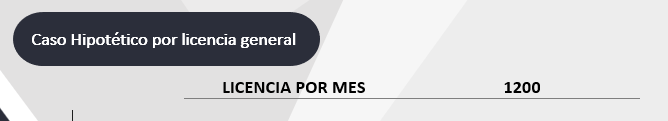 Caso Hipotético por licencia general
LICENCIA POR MES 1200